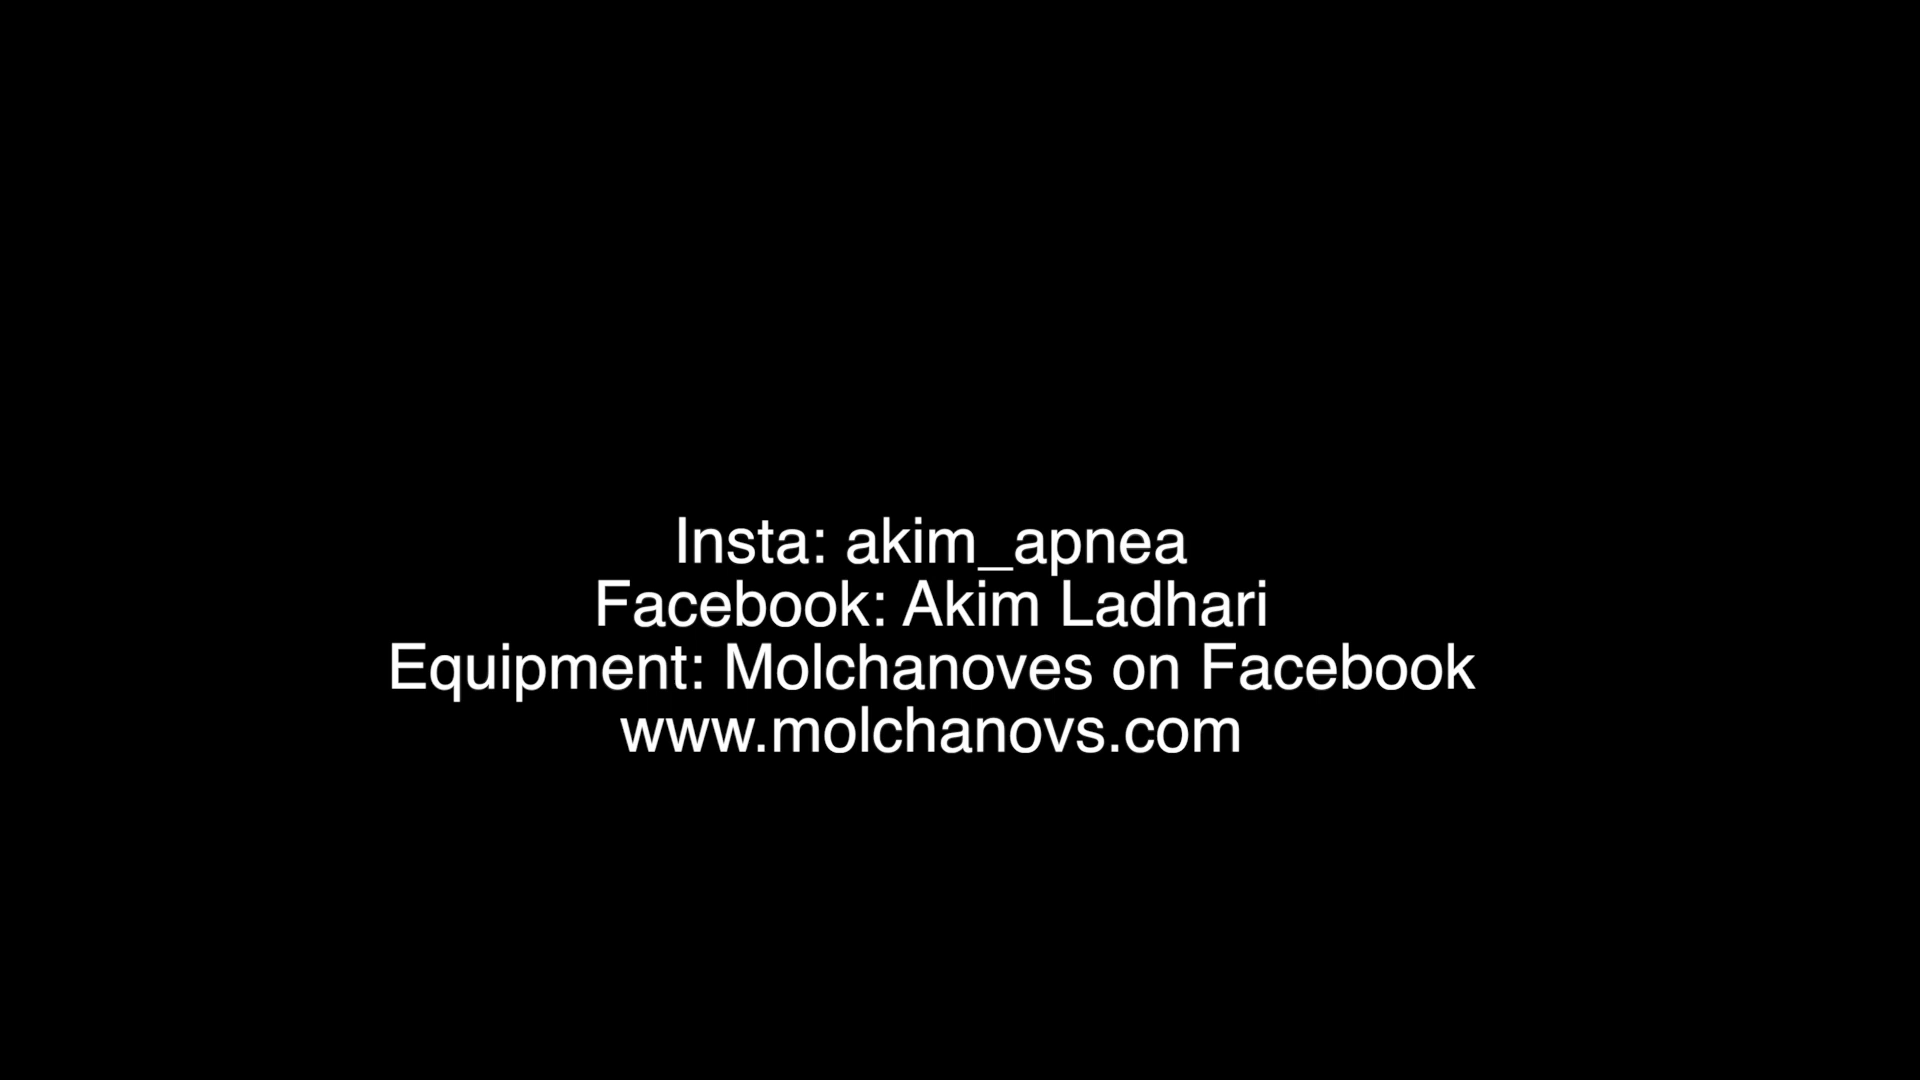 Insta: akim_apnea
Facebook: Akim Ladhari
Equipment: Molchanoves on Facebook
www.molchanovs.com